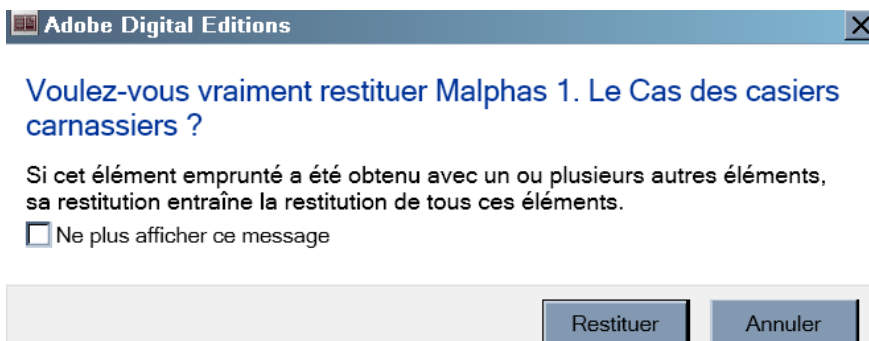 Adobe Digital Editions
Voulez-vous vraiment restituer Malphas 1. Le Cas des casiers
carnassiers ?
Si cet élément emprunté a été obtenu avec un ou plusieurs autres éléments,
sa restitution entraîne la restitution de tous ces éléments.
Ne plus afficher ce message
Restituer Annuler